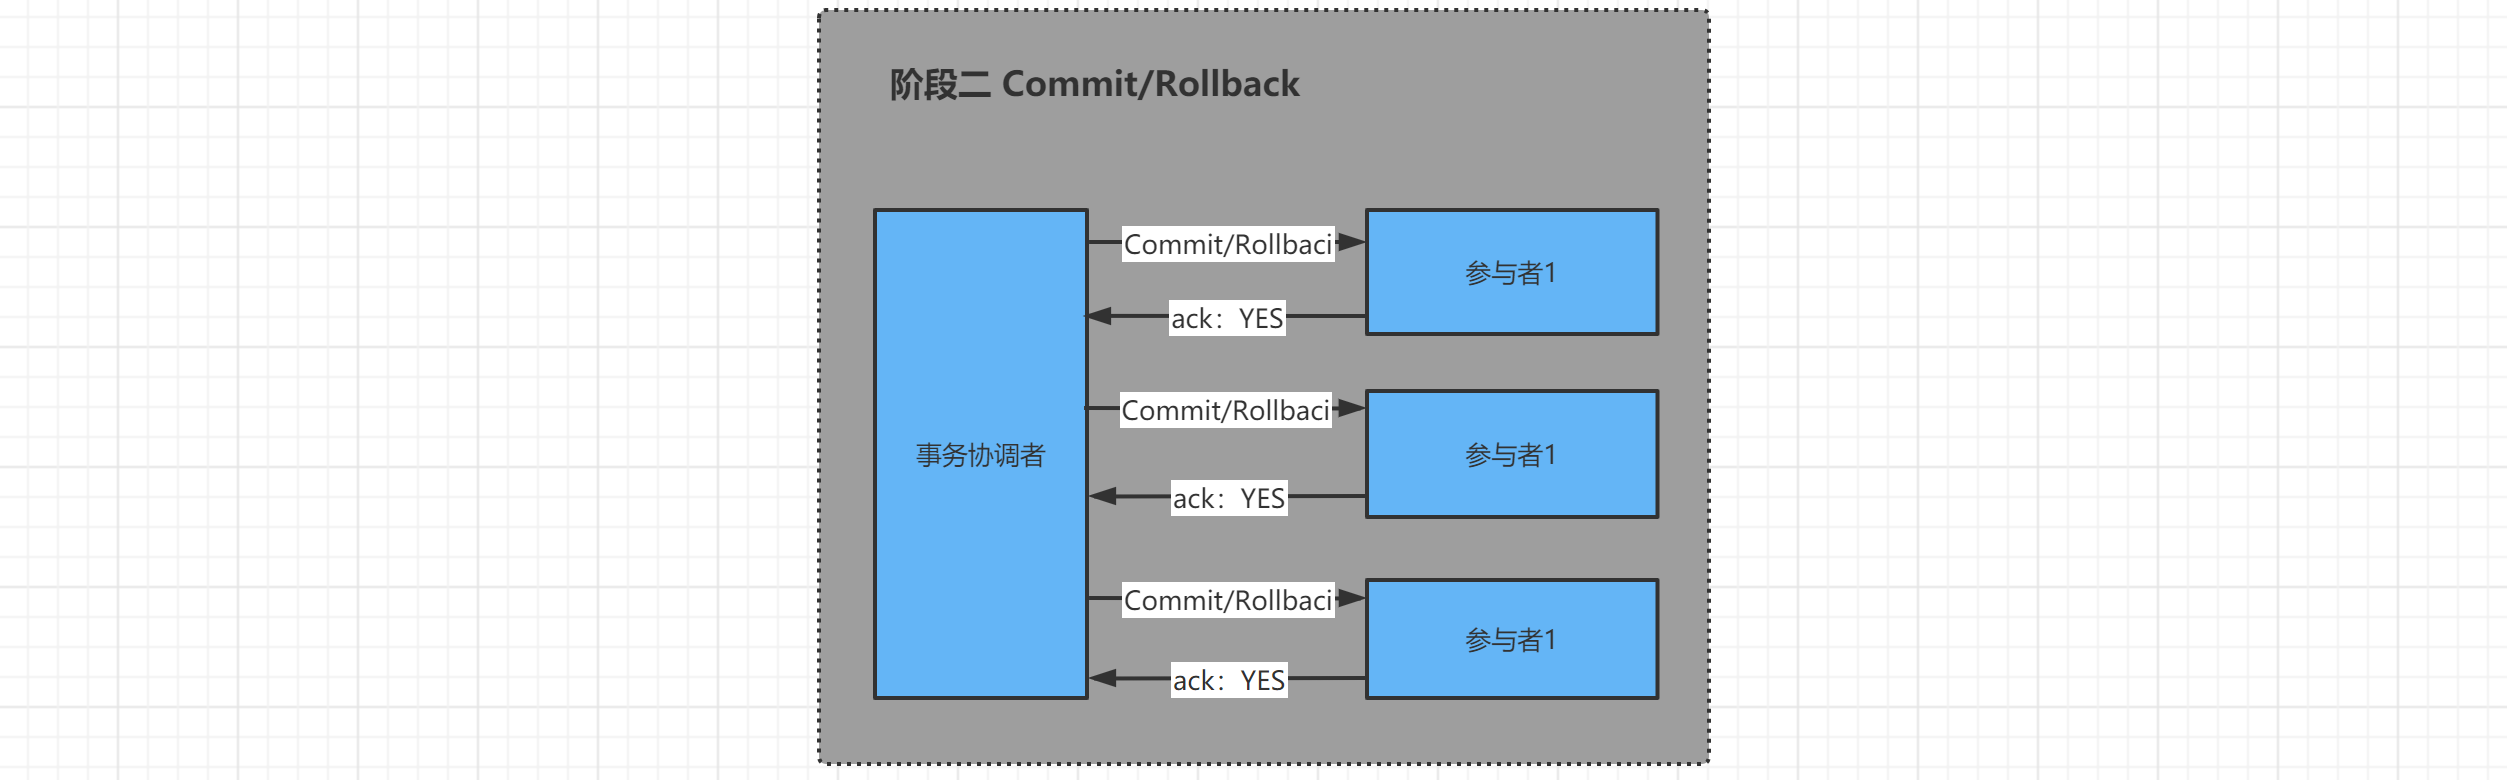 阶段二 Commit/Rollback
Commit/Rollbaci
参与者1
ack：YES
Commit/Rollbaci
事务协调者
参与者1
ack：YES
Commit/Rollbaci
参与者1
ack：YES